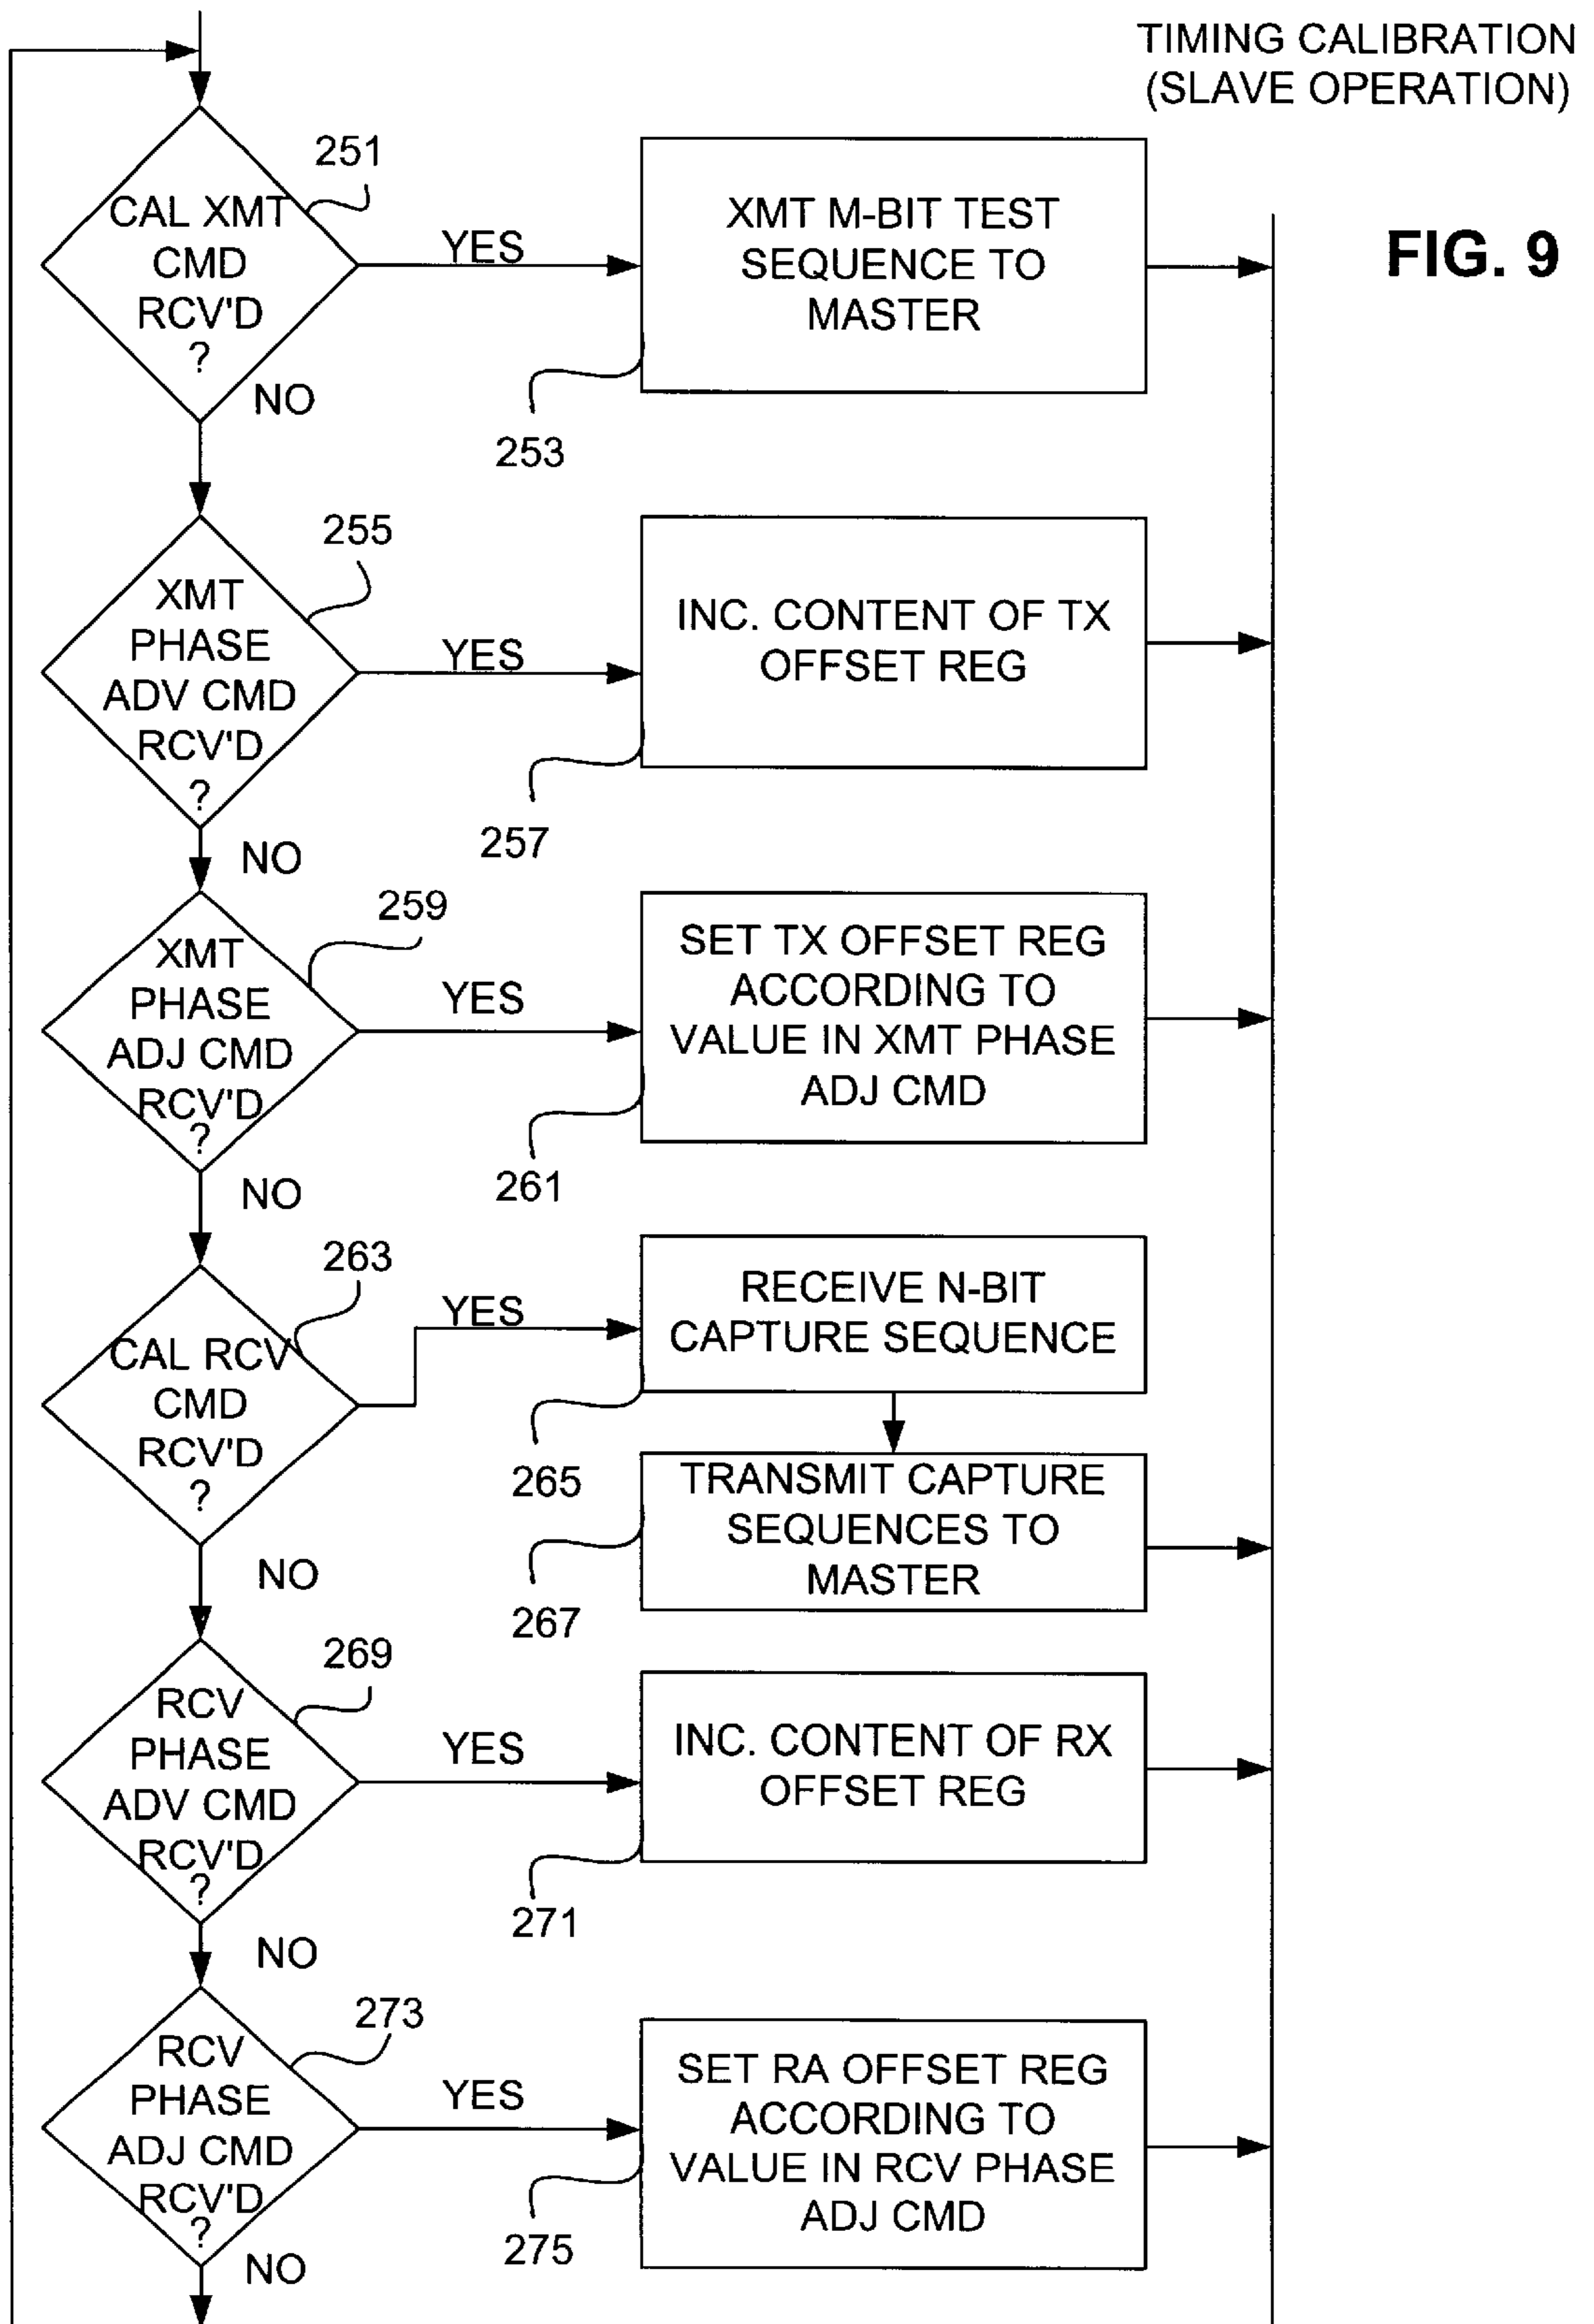 TIMING CALIBRATION
(SLAVE OPERATION)
FIG. 9
251
CAL XMT
CMD
RCV'D
?
YES
NO
XMT M-BIT TEST
SEQUENCE TO
MASTER
253
255
XMT
PHASE
ADV CMD
RCV'D
?
YES
NO
INC. CONTENT OF TX
OFFSET REG
257
259
XMT
PHASE
ADJ CMD
RCV'D
?
YES
NO
SET TX OFFSET REG
ACCORDING TO
VALUE IN XMT PHASE
ADJ CMD
261
263
CAL RCV
CMD
RCV'D
?
YES
NO
RECEIVE N-BIT
CAPTURE SEQUENCE
265
TRANSMIT CAPTURE
SEQUENCES TO
MASTER
267
269
RCV
PHASE
ADV CMD
RCV'D
?
YES
NO
INC. CONTENT OF RX
OFFSET REG
271
273
RCV
PHASE
ADJ CMD
RCV'D
?
YES
NO
SET RA OFFSET REG
ACCORDING TO
VALUE IN RCV PHASE
ADJ CMD
275